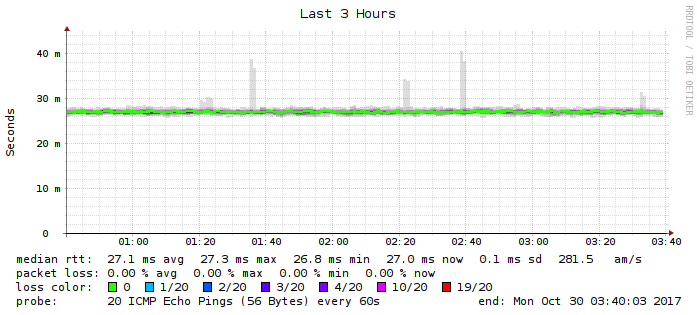 Last 3 Hours
RRDTOOL / TOBI OETIKER
Seconds
40 m
30 m
20 m
10 m
0
01:00 01:20 01:40 02:00 02:20 02:40 03:00 03:20 03:40
median rtt: 27.1 ms avg 27.3 ms max 26.8 ms min 27.0 ms now 0.1 ms sd 281.5 am/s
packet loss: 0.00 % avg 0.00 % max 0.00 % min 0.00 % now
loss color: 0 1/20 2/20 3/20 4/20 10/20 19/20
probe: 20 ICMP Echo Pings (56 Bytes) every 60s end: Mon Oct 30 03:40:03 2017